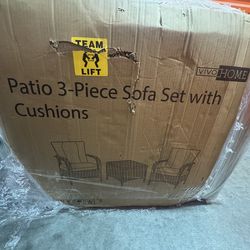 TEAM
LIFT
VIVOHOME
Patio 3-Piece Sofa Set with
Cushions